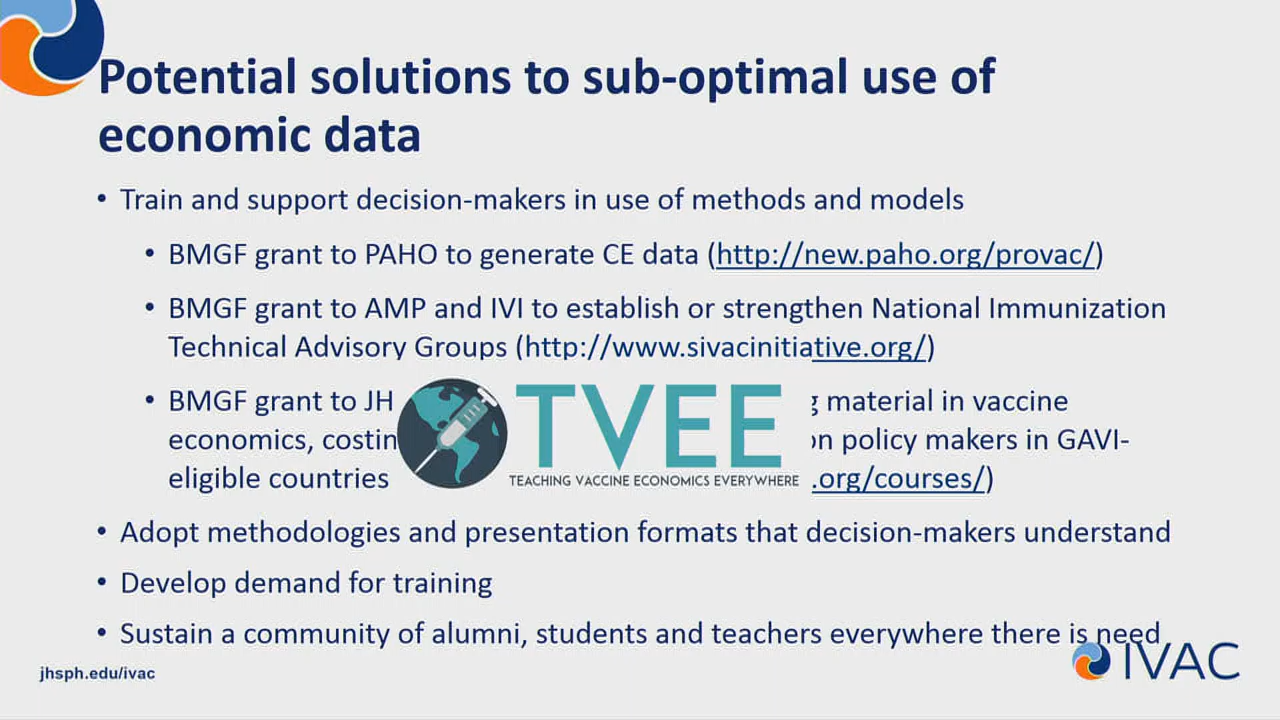 Potential solutions to sub-optimal use of
economic data
• Train and support decision-makers in use of methods and models
• BMGF grant to PAHO to generate CE data (http://new.paho.org/provac/)
• BMGF grant to AMP and IVI to establish or strengthen National Immunization
Technical Advisory Groups (http://www.sivacinitiative.org/)
• BMGF grant to JH material in vaccine
economics, policy makers in GAVI-
eligible countries .org/courses/)
TVEE
TEACHING VACCINE ECONOMICS EVERYWHERE
• Adopt methodologies and presentation formats that decision-makers understand
• Develop demand for training
• Sustain a community of alumni, students and teachers everywhere there is need
jhsph.edu/ivac
IVAC